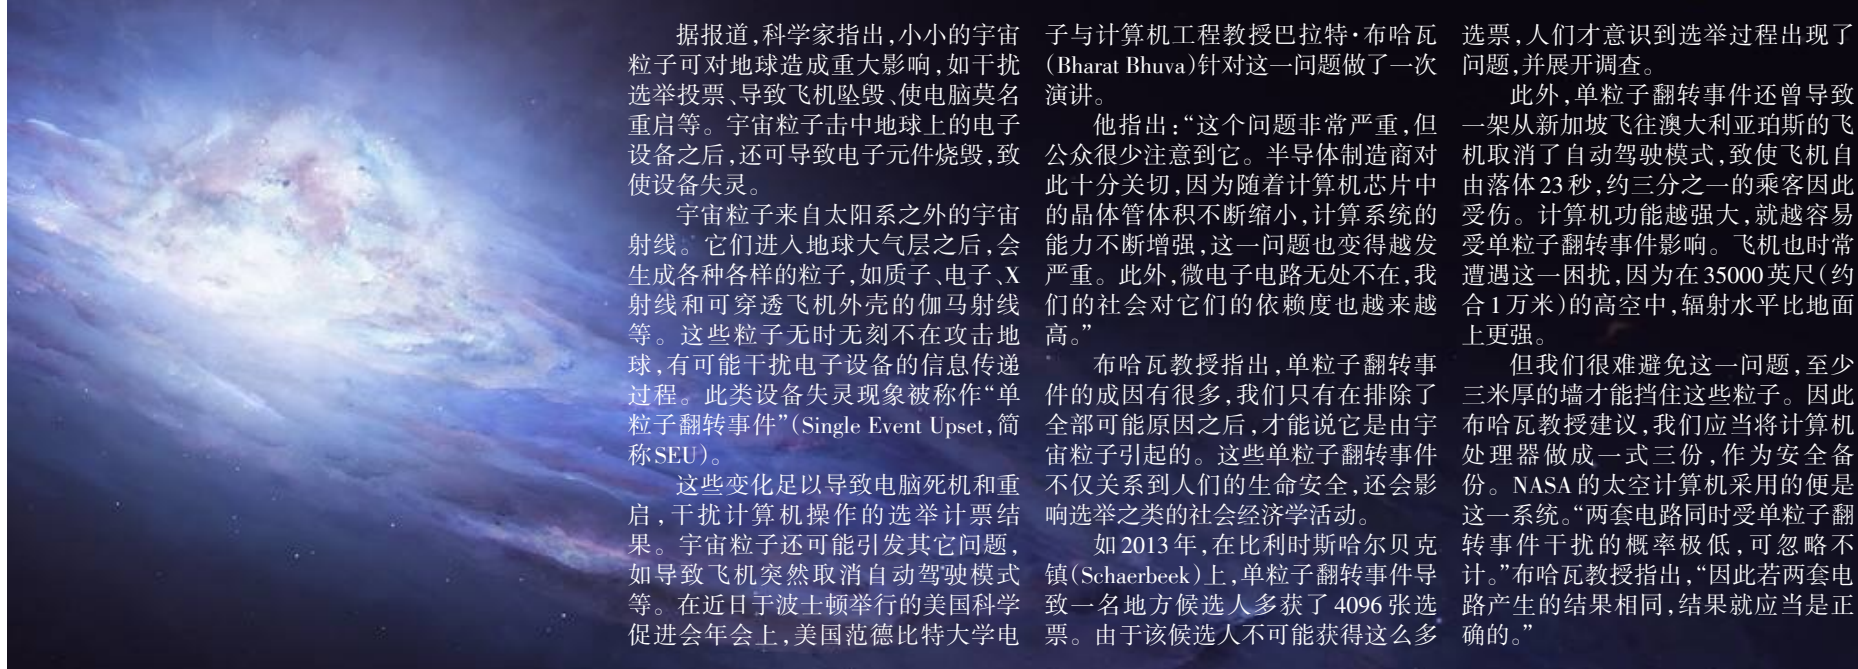 据报道,科学家指出,小小的宇宙
粒子可对地球造成重大影响,如干扰
选举投票、导致飞机坠毁、使电脑莫名
重启等。宇宙粒子击中地球上的电子
设备之后,还可导致电子元件烧毁,致
使设备失灵。
宇宙粒子来自太阳系之外的宇宙
射线。它们进入地球大气层之后,会
生成各种各样的粒子,如质子、电子、X
射线和可穿透飞机外壳的伽马射线
等。这些粒子无时无刻不在攻击地
球,有可能干扰电子设备的信息传递
过程。此类设备失灵现象被称作“单
粒子翻转事件”(Single Event Upset,简
称SEU)。
这些变化足以导致电脑死机和重
启,干扰计算机操作的选举计票结
果。宇宙粒子还可能引发其它问题,
如导致飞机突然取消自动驾驶模式
等。在近日于波士顿举行的美国科学
促进会年会上,美国范德比特大学电
子与计算机工程教授巴拉特·布哈瓦
(Bharat Bhuva)针对这一问题做了一次
演讲。
他指出:“这个问题非常严重,但
公众很少注意到它。半导体制造商对
此十分关切,因为随着计算机芯片中
的晶体管体积不断缩小,计算系统的
能力不断增强,这一问题也变得越发
严重。此外,微电子电路无处不在,我
们的社会对它们的依赖度也越来越
高。”
布哈瓦教授指出,单粒子翻转事
件的成因有很多,我们只有在排除了
全部可能原因之后,才能说它是由宇
宙粒子引起的。这些单粒子翻转事件
不仅关系到人们的生命安全,还会影
响选举之类的社会经济学活动。
如2013年,在比利时斯哈尔贝克
镇(Schaerbeek)上,单粒子翻转事件导
致一名地方候选人多获了4096张选
票。由于该候选人不可能获得这么多
选票,人们才意识到选举过程出现了
问题,并展开调查。
此外,单粒子翻转事件还曾导致
一架从新加坡飞往澳大利亚珀斯的飞
机取消了自动驾驶模式,致使飞机自
由落体23秒,约三分之一的乘客因此
受伤。计算机功能越强大,就越容易
受单粒子翻转事件影响。飞机也时常
遭遇这一困扰,因为在35000英尺(约
合1万米)的高空中,辐射水平比地面
上更强。
但我们很难避免这一问题,至少
三米厚的墙才能挡住这些粒子。因此
布哈瓦教授建议,我们应当将计算机
处理器做成一式三份,作为安全备
份。NASA的太空计算机采用的便是
这一系统。“两套电路同时受单粒子翻
转事件干扰的概率极低,可忽略不
计。”布哈瓦教授指出,“因此若两套电
路产生的结果相同,结果就应当是正
确的。”